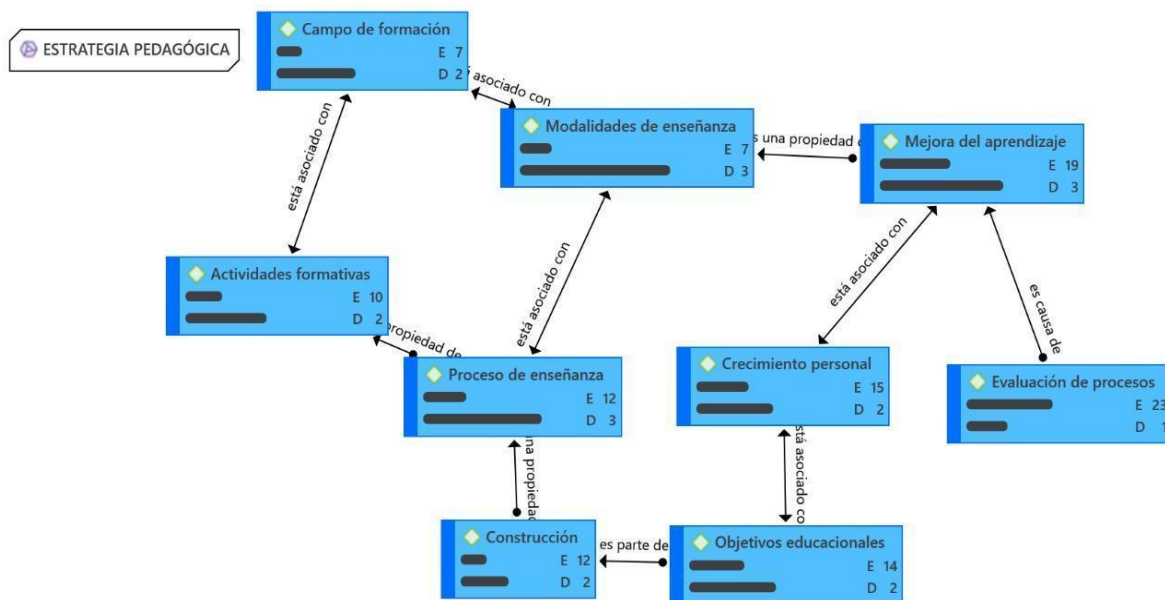 ESTRATEGIA PEDAGÓGICA
Campo de formación
E 7
D 2
asociado con
Modalidades de enseñanza
E 7
D 3
una propiedad
Mejora del aprendizaje
E 19
D 3
está asociado con
está asociado con
está asociado con
es causa de
Actividades formativas
E 10
D 2
propiedad de
Proceso de enseñanza
E 12
D 3
Crecimiento personal
E 15
D 2
Evaluación de procesos
E 23
D 1
una propiedad
está asociado co
Construcción
E 12
D 2
es parte de
Objetivos educacionales
E 14
D 2